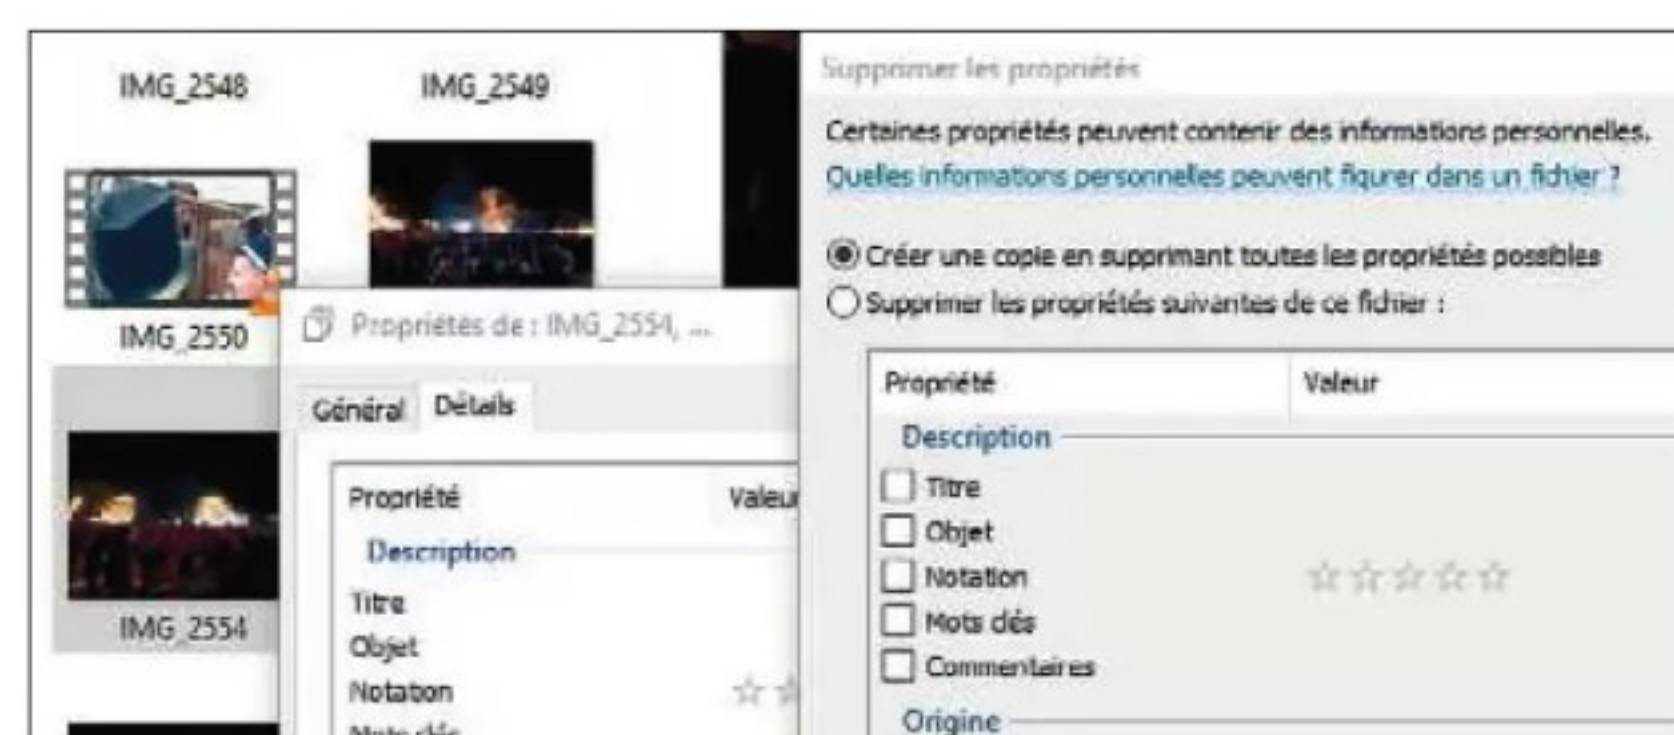 IMG_2548
IMG_2549
IMG_2550
IMG_2554
Propriétés de : IMG_2554, ...
Général
Détails
Propriété
Valeur
Description
Titre
Objet
Notation
Mots clés
Supprimer les propriétés
Certaines propriétés peuvent contenir des informations personnelles.
Quelles informations personnelles peuvent figurer dans un fichier ?
Créer une copie en supprimant toutes les propriétés possibles
Supprimer les propriétés suivantes de ce fichier :
Propriété
Valeur
Description
Titre
Objet
Notation
Mots clés
Commentaires
Origine